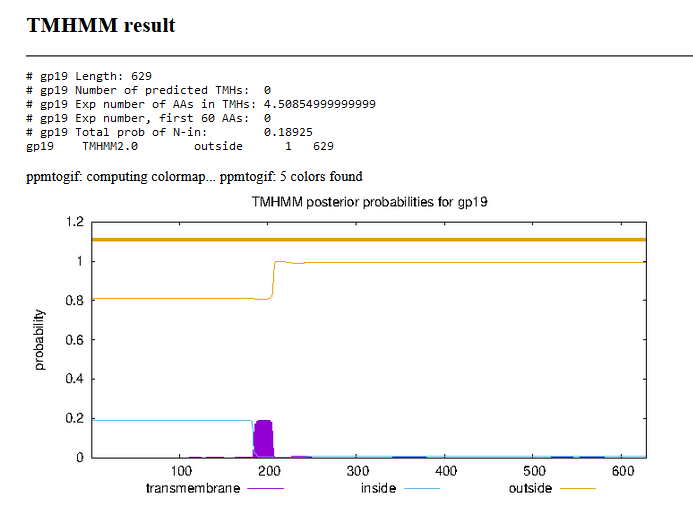 TMHMM result
# gp19 Length: 629
# gp19 Number of predicted TMHs:  0
# gp19 Exp number of AAs in TMHs: 4.50854999999999
# gp19 Exp number, first 60 AAs:  0
# gp19 Total prob of N-in:        0.18925
gp19    TMHMM2.0        outside      1   629
ppmtogif: computing colormap... ppmtogif: 5 colors found
TMHMM posterior probabilities for gp19
1.2
1
0.8
0.6
0.4
0.2
0
probability
100 200 300 400 500 600
transmembrane inside outside